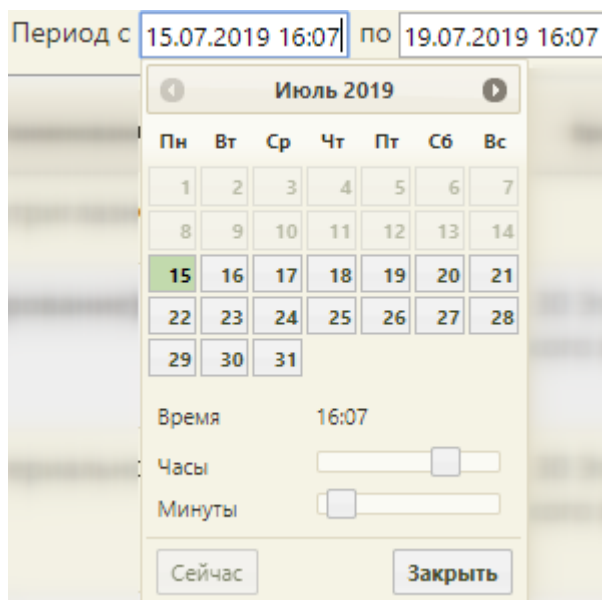 Период с 15.07.2019 16:07 по 19.07.2019 16:07
Июль 2019
Пн Вт Ср Чт Пт Сб Вс
1 2 3 4 5 6 7
8 9 10 11 12 13 14
15 16 17 18 19 20 21
22 23 24 25 26 27 28
29 30 31
Время 16:07
Часы
Минуты
Сейчас Закрыть